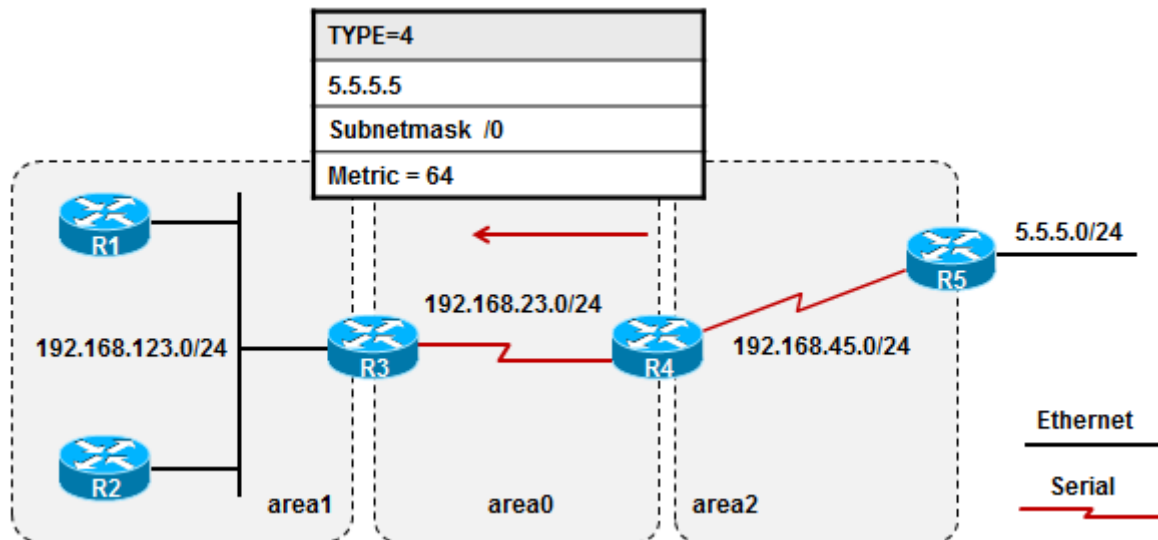 TYPE=4
5.5.5.5
Subnetmask /0
Metric = 64
R1
5.5.5.0/24
R5
192.168.23.0/24
192.168.123.0/24
R3
R4
192.168.45.0/24
Ethernet
R2
Serial
area1
area0
area2